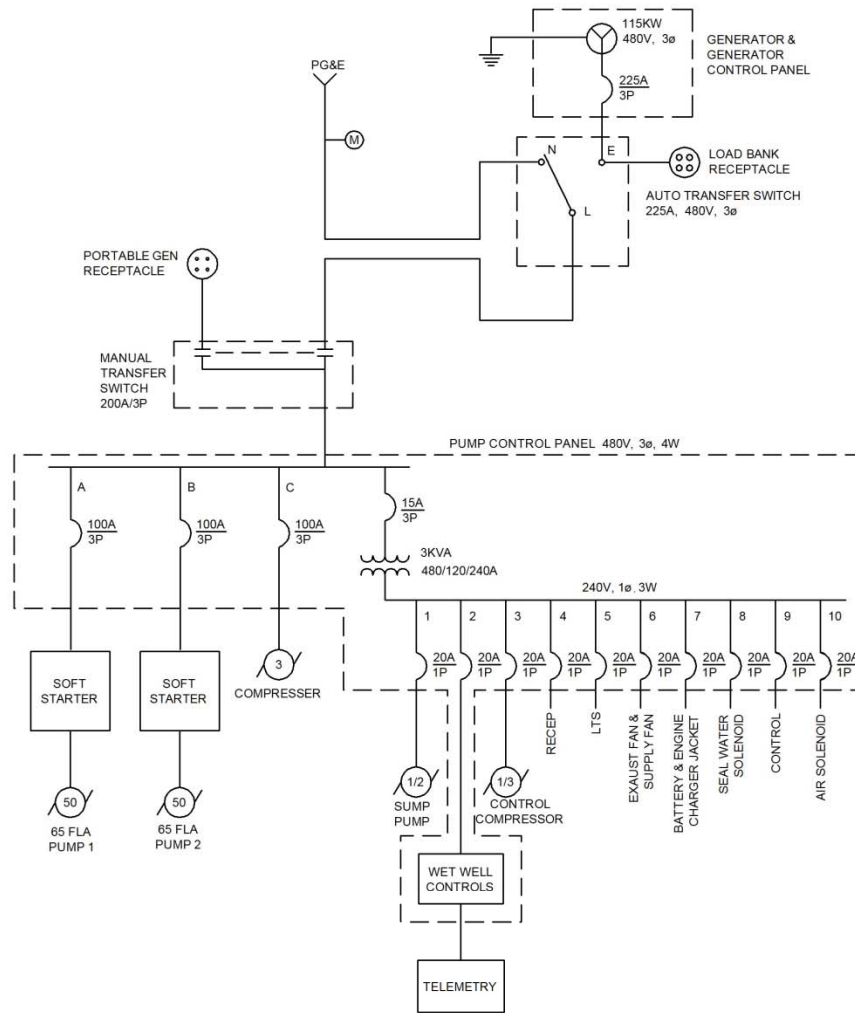 115KW
480V, 3ø
GENERATOR &
GENERATOR
CONTROL PANEL
PG&E
225A
3P
M
N
E
LOAD BANK
RECEPTACLE
L
AUTO TRANSFER SWITCH
225A, 480V, 3ø
PORTABLE GEN
RECEPTACLE
MANUAL
TRANSFER
SWITCH
200A/3P
PUMP CONTROL PANEL 480V, 3ø, 4W
A
B
C
100A
3P
100A
3P
100A
3P
15A
3P
3KVA
480/120/240A
240V, 1ø, 3W
1
2
3
4
5
6
7
8
9
10
20A
1P
20A
1P
20A
1P
20A
1P
20A
1P
20A
1P
20A
1P
20A
1P
20A
1P
20A
1P
SOFT
STARTER
SOFT
STARTER
3
COMPRESSER
RECEP
LTS
EXAUST FAN &
SUPPLY FAN
BATTERY & ENGINE
CHARGER JACKET
SEAL WATER
SOLENOID
CONTROL
AIR SOLENOID
50
65 FLA
PUMP 1
50
65 FLA
PUMP 2
1/2
SUMP
PUMP
1/3
CONTROL
COMPRESSOR
WET WELL
CONTROLS
TELEMETRY